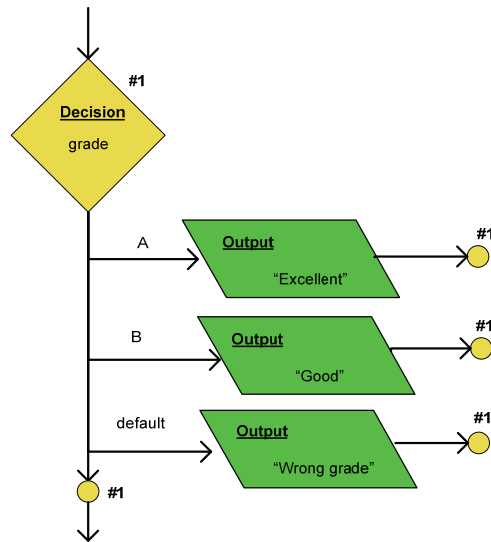 #1
Decision
grade
A
Output
“Excellent”
#1
B
Output
“Good”
#1
default
Output
“Wrong grade”
#1
#1